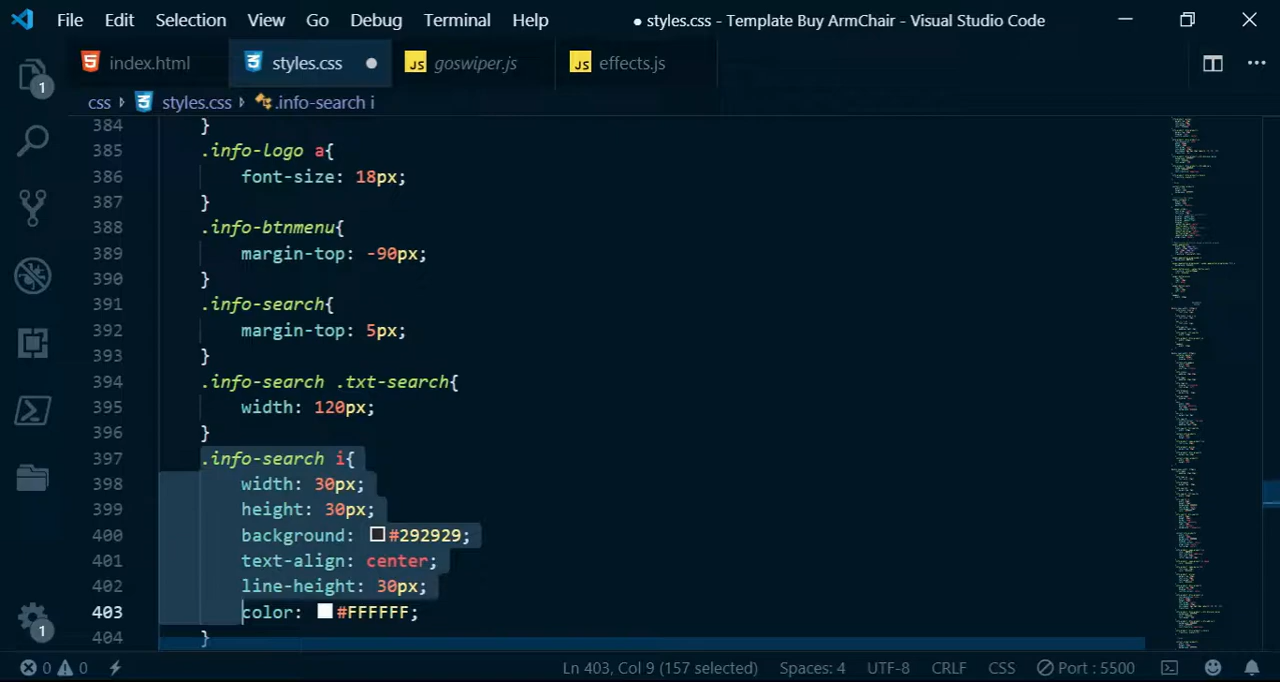 File Edit Selection View Go Debug Terminal Help ● styles.css - Template Buy ArmChair - Visual Studio Code
index.html styles.css ● JS goswiper.js JS effects.js
css styles.css .info-search i
384 }
385 .info-logo a{
386 font-size: 18px;
387 }
388 .info-btnmenu{
389 margin-top: -90px;
390 }
391 .info-search{
392 margin-top: 5px;
393 }
394 .info-search .txt-search{
395 width: 120px;
396 }
397 .info-search i{
398 width: 30px;
399 height: 30px;
400 background: #292929;
401 text-align: center;
402 line-height: 30px;
403 color: #FFFFFF;
404 }
1
1
0 0 Ln 403, Col 9 (157 selected) Spaces: 4 UTF-8 CRLF CSS Port : 5500